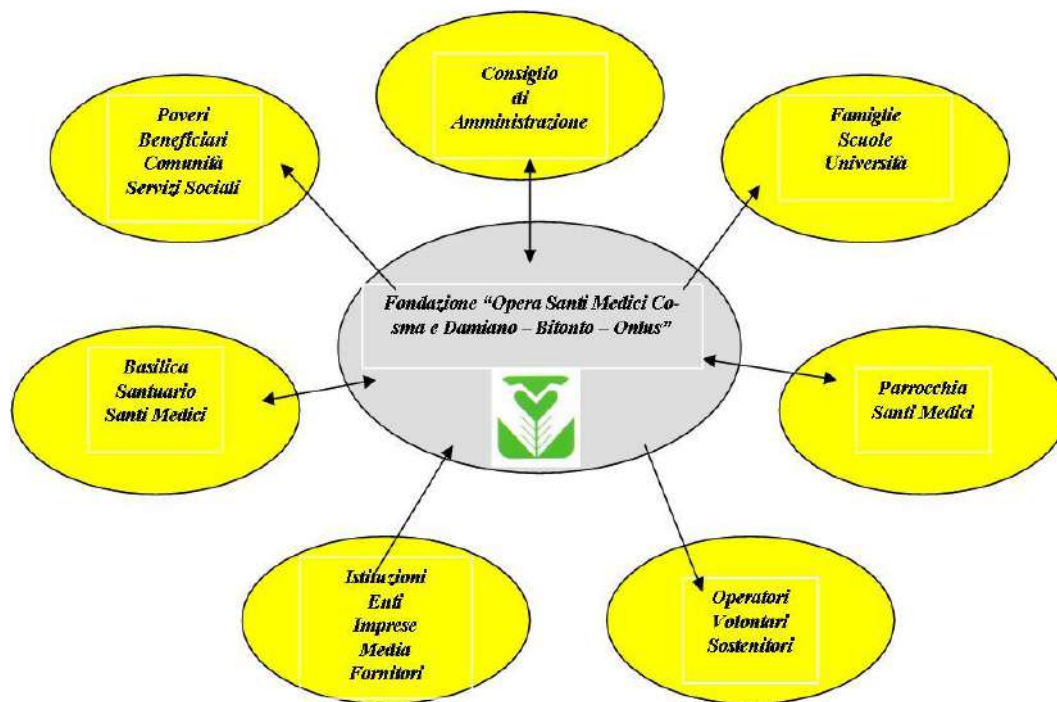 Consiglio
di
Amministrazione
Poveri
Beneficiari
Comunità
Servizi Sociali
Famiglie
Scuole
Università
Fondazione “Opera Santi Medici Co-
sma e Damiano – Bitonto – Onlus”
Basilica
Santuario
Santi Medici
Parrocchia
Santi Medici
Istituzioni
Enti
Imprese
Media
Fornitori
Operatori
Volontari
Sostenitori